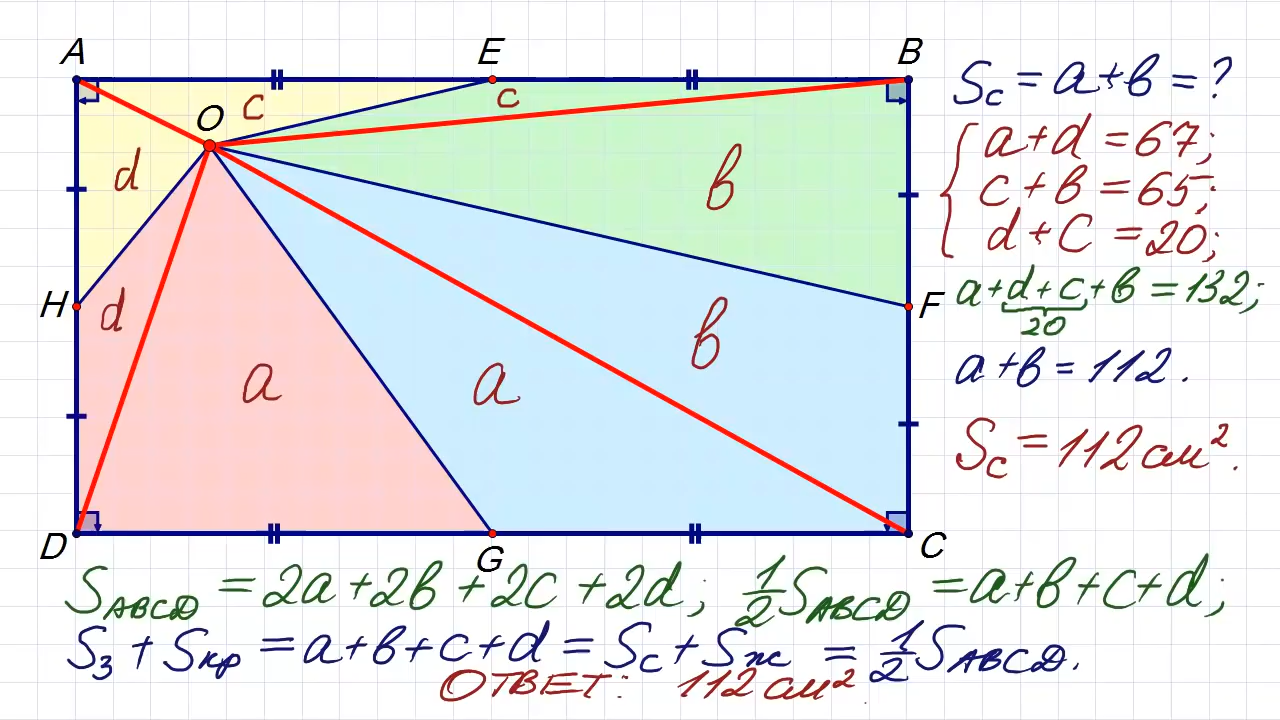 A E B
S_c = a + b = ?
O c c
a + d = 67;
d b
c + b = 65;
d + c = 20;
H d b F
a + d + c + b = 132;
20
a a
a + b = 112.
S_c = 112 см².
D G C
S_ABCD = 2a + 2b + 2c + 2d; 1/2 S_ABCD = a + b + c + d;
S_з + S_кр = a + b + c + d = S_c + S_жс = 1/2 S_ABCD.
ОТВЕТ: 112 см²